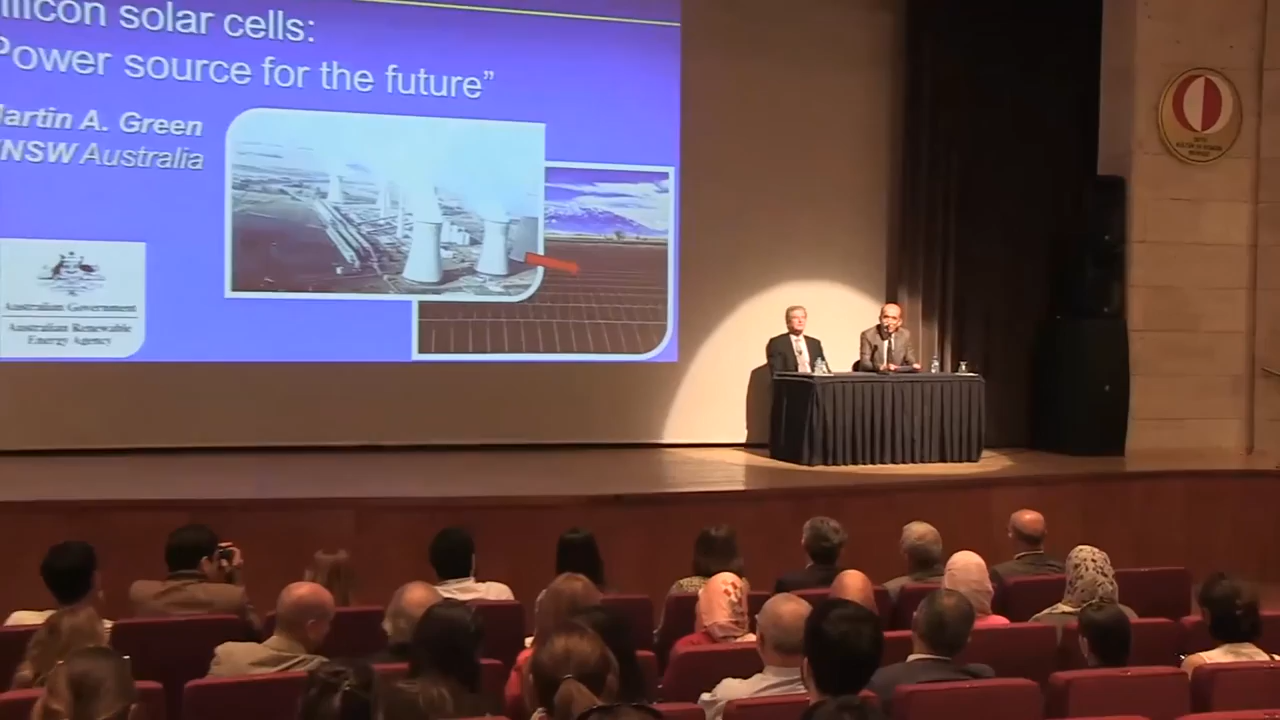 ilicon solar cells:
Power source for the future”
Martin A. Green
NSW Australia
Australian Government
Australian Renewable
Energy Agency